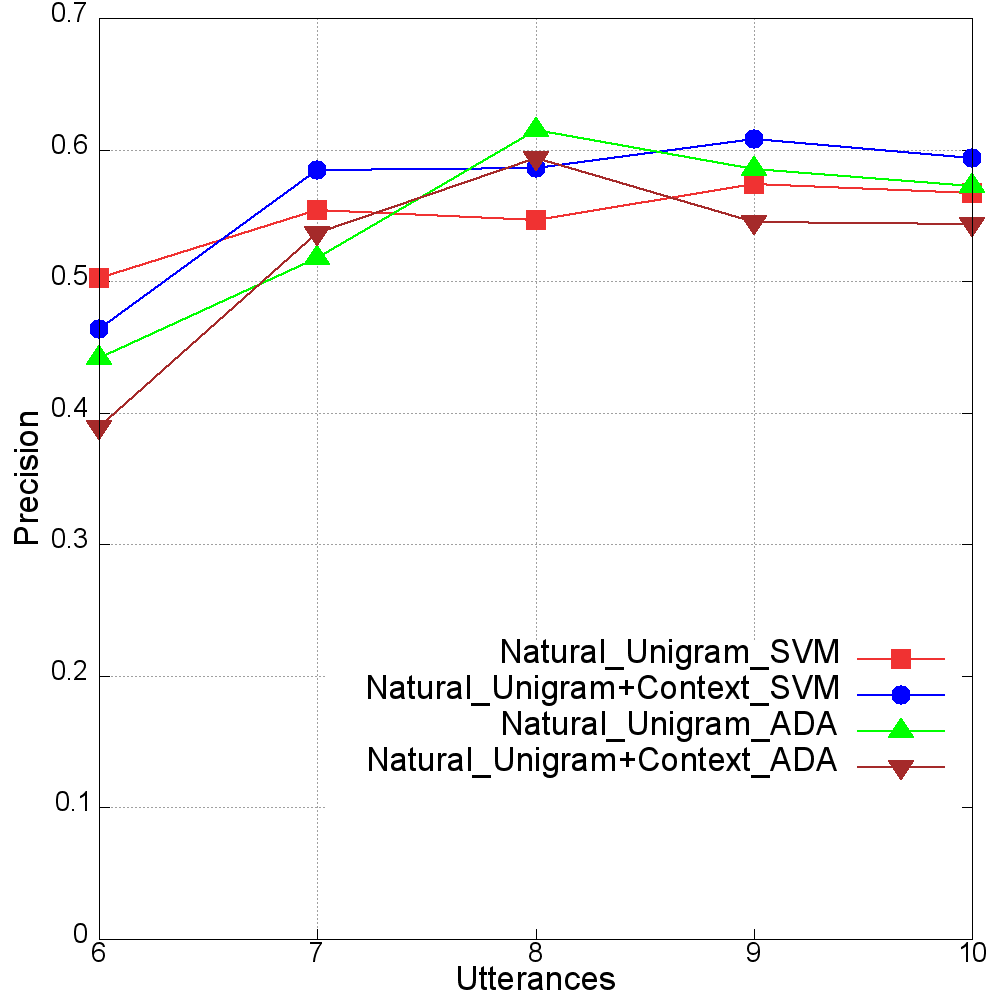 0.7
0.6
0.5
0.4
0.3
0.2
0.1
0
Precision
Natural_Unigram_SVM
Natural_Unigram+Context_SVM
Natural_Unigram_ADA
Natural_Unigram+Context_ADA
6 7 8 9 10
Utterances